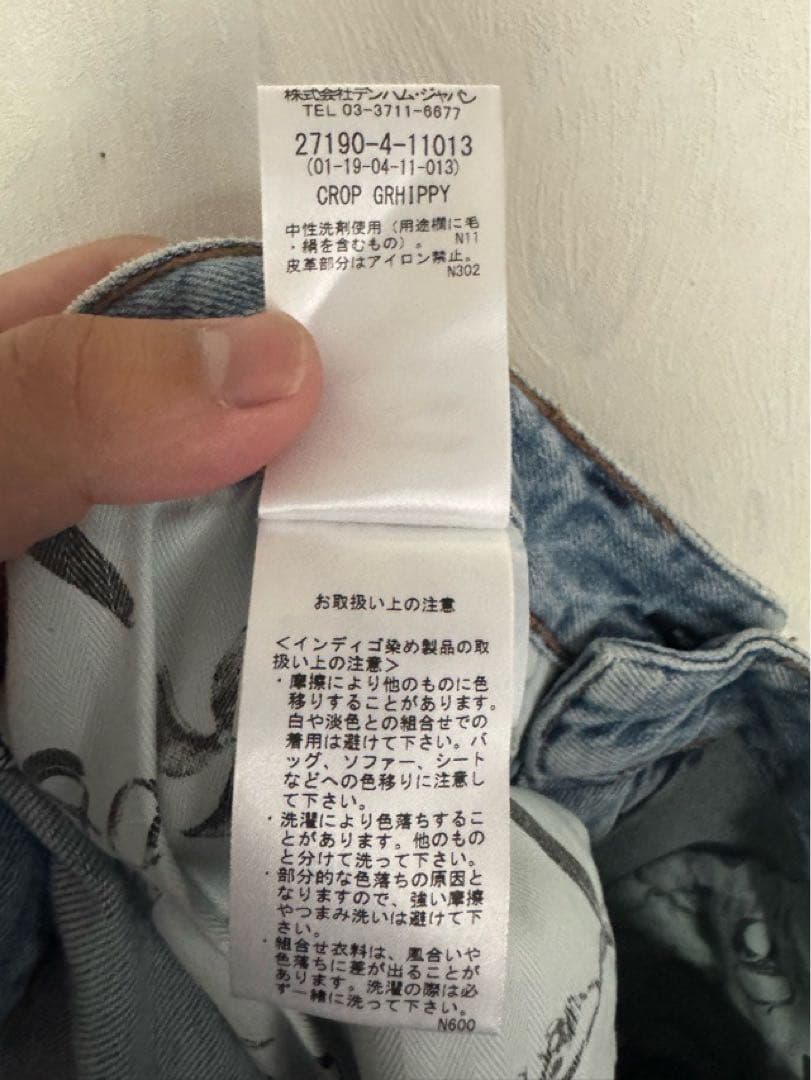 株式会社デンハム・ジャパン
TEL 03-3711-6677
27190-4-11013
(01-19-04-11-013)
CROP GRHIPPY
中性洗剤使用（用途欄に毛
・絹を含むもの）。 N11
皮革部分はアイロン禁止。
N302
お取扱い上の注意
＜インディゴ染め製品の取
扱い上の注意＞
・摩擦により他のものに色
移りすることがあります。
白や淡色との組合せでの
着用は避けて下さい。バ
ッグ、ソファー、シート
などへの色移りに注意し
て下さい。
・洗濯により色落ちするこ
とがあります。他のもの
と分けて洗って下さい。
・部分的な色落ちの原因と
なりますので、強い摩擦
やつまみ洗いは避けて下
さい。
・組合せ衣料は、風合いや
色落ちに差が出ることが
あります。洗濯の際は必
ず一緒に洗って下さい。
N600